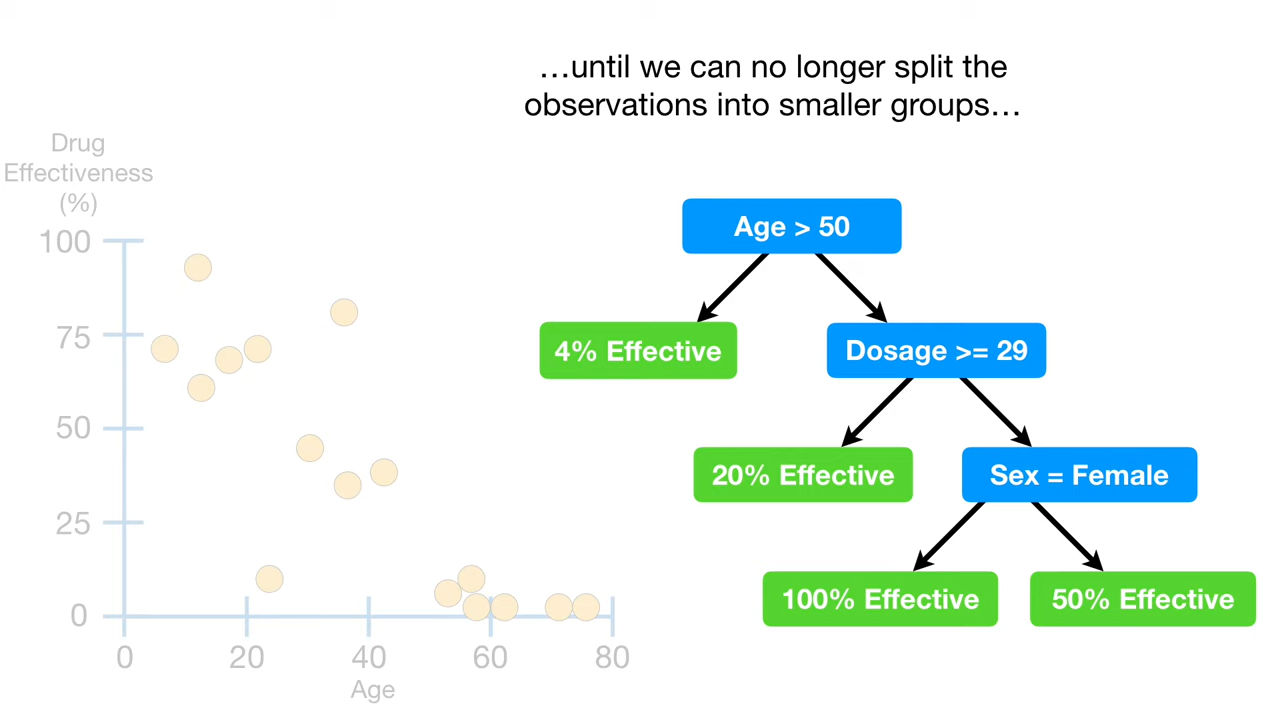 …until we can no longer split the
observations into smaller groups…
Drug
Effectiveness
(%)
100
75
50
25
0
0 20 40 60 80
Age
Age > 50
4% Effective
Dosage >= 29
20% Effective
Sex = Female
100% Effective
50% Effective